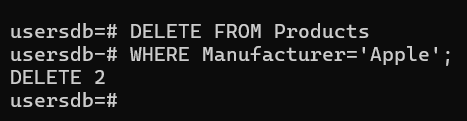 usersdb=# DELETE FROM Products
usersdb-# WHERE Manufacturer='Apple';
DELETE 2
usersdb=#